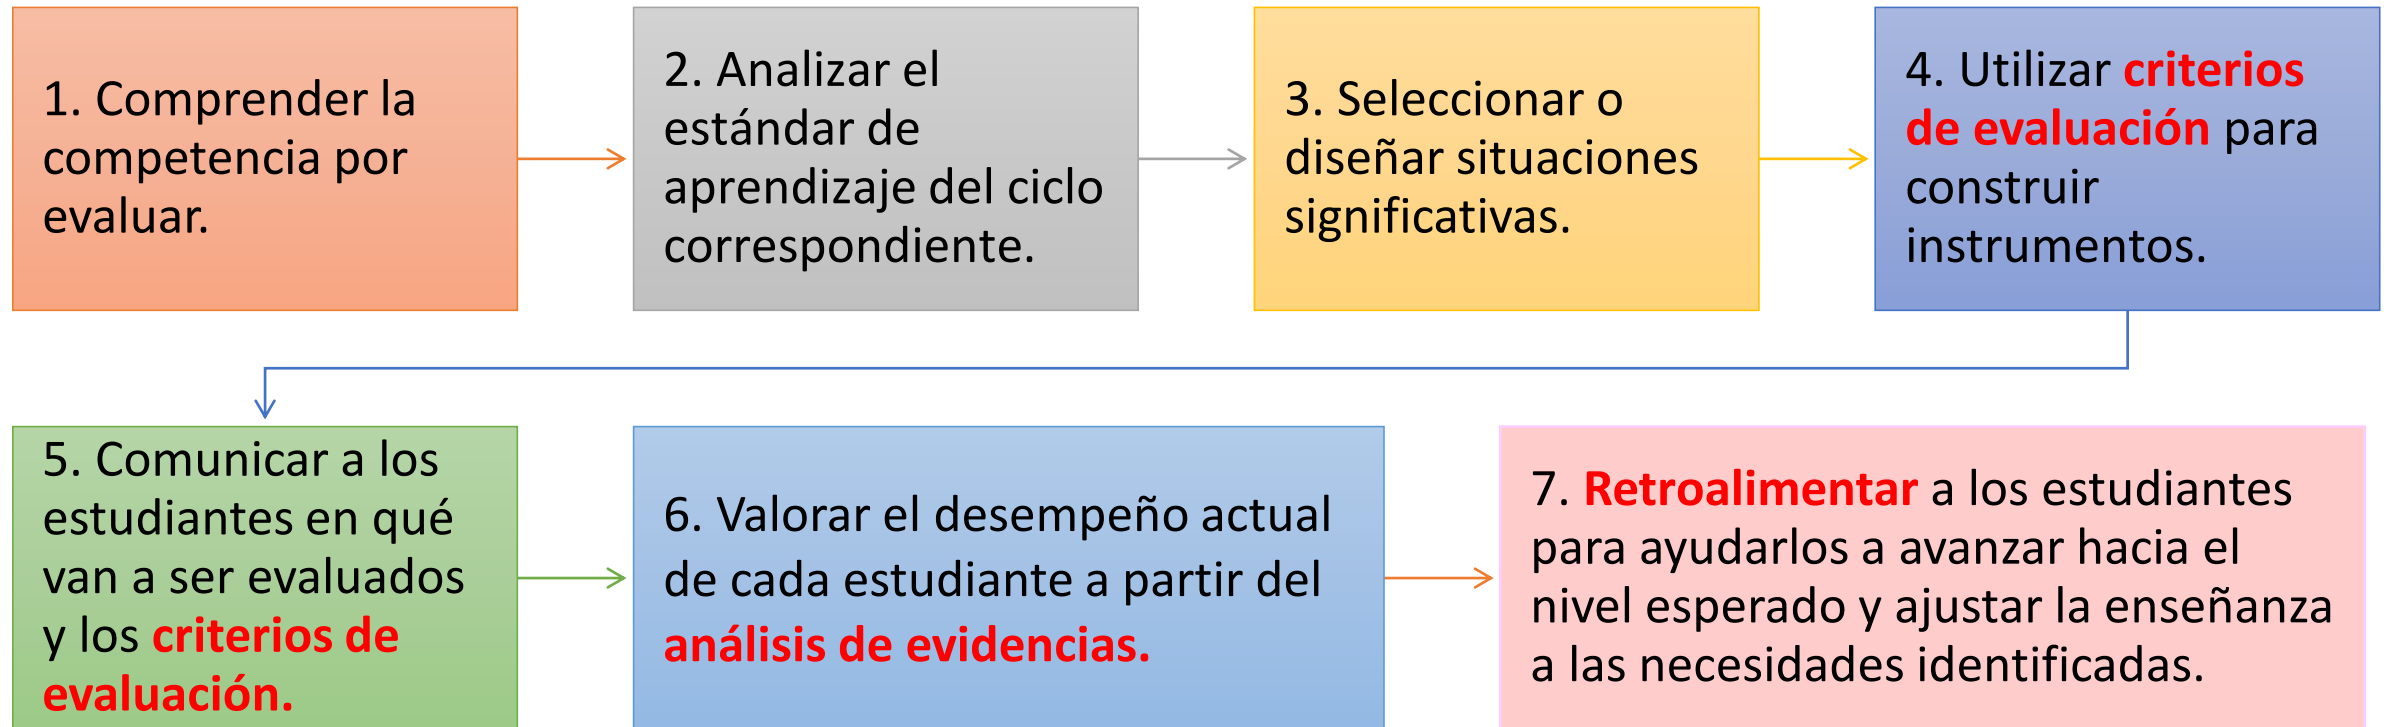 1. Comprender la
competencia por
evaluar.
2. Analizar el
estándar de
aprendizaje del ciclo
correspondiente.
3. Seleccionar o
diseñar situaciones
significativas.
4. Utilizar criterios
de evaluación para
construir
instrumentos.
5. Comunicar a los
estudiantes en qué
van a ser evaluados
y los criterios de
evaluación.
6. Valorar el desempeño actual
de cada estudiante a partir del
análisis de evidencias.
7. Retroalimentar a los estudiantes
para ayudarlos a avanzar hacia el
nivel esperado y ajustar la enseñanza
a las necesidades identificadas.